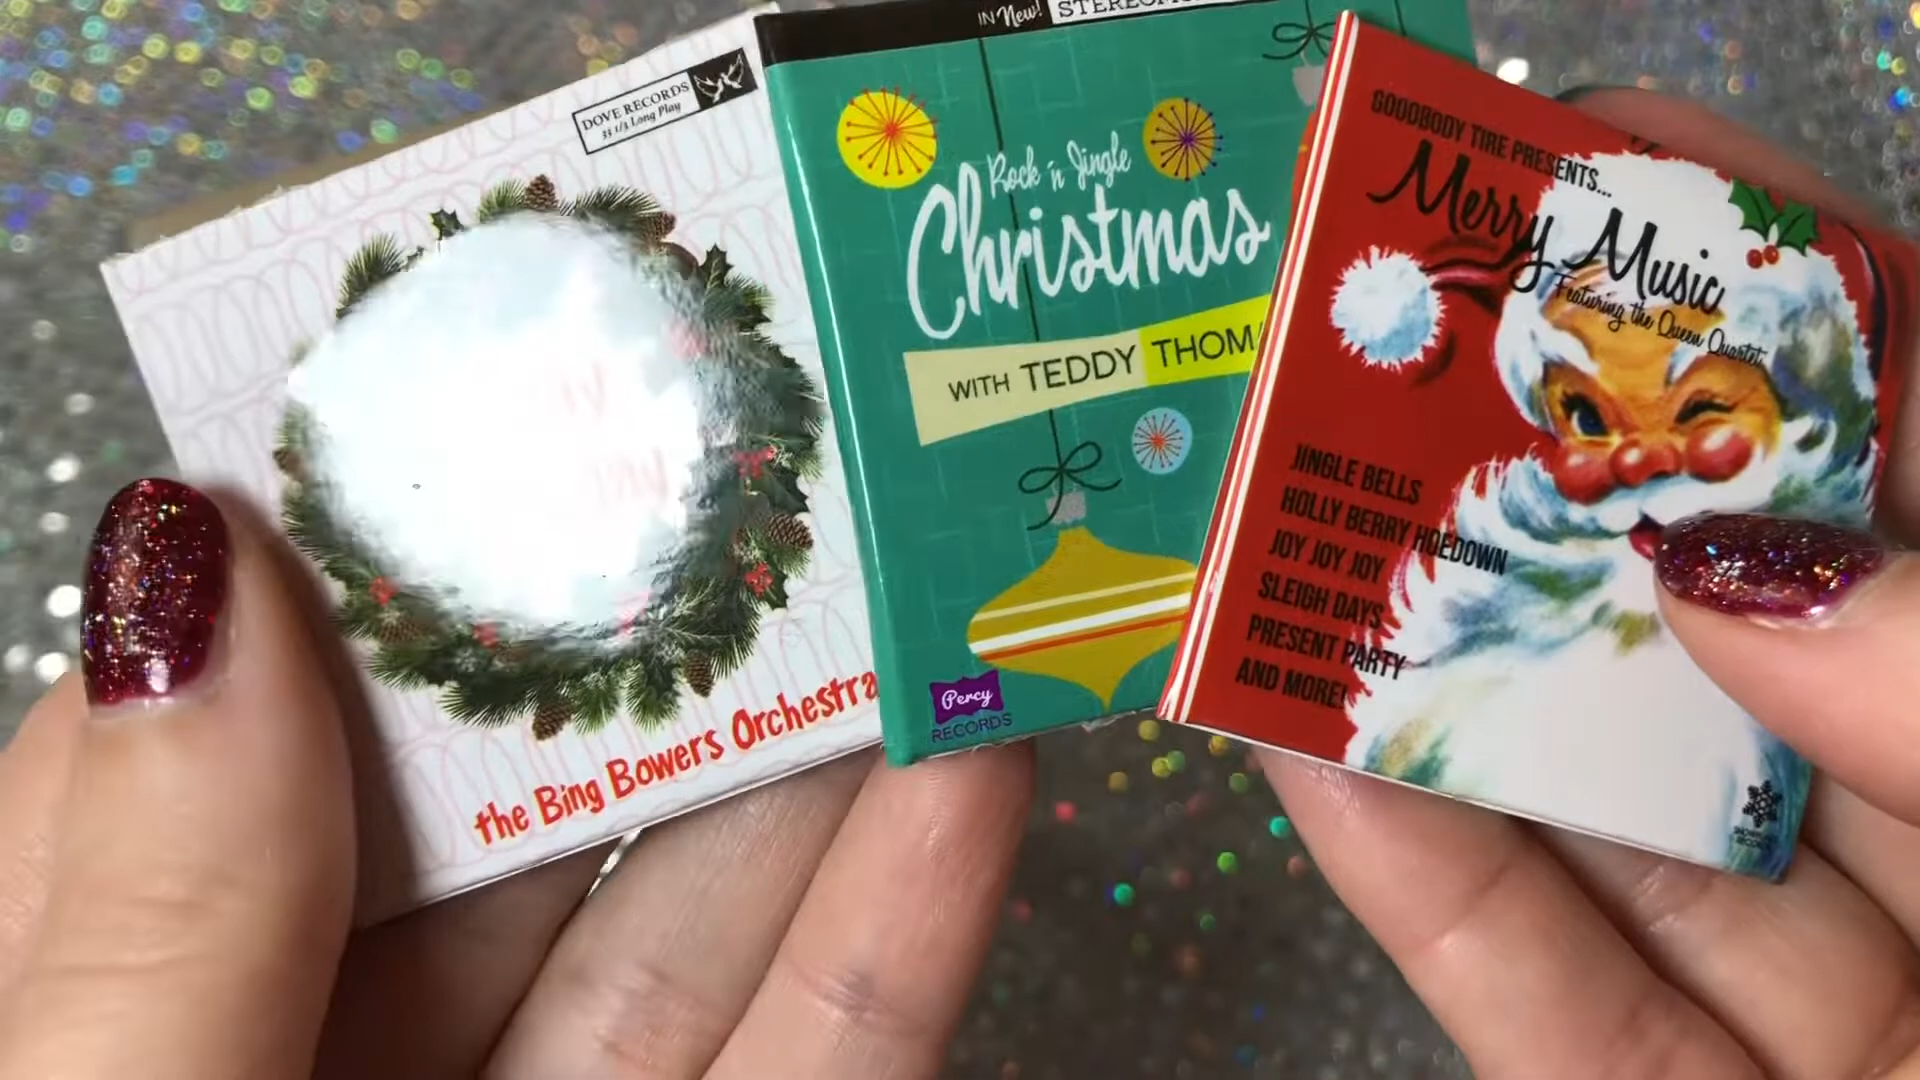 DOVE RECORDS
33 1/3 Long Play
the Bing Bowers Orchestra
IN New!
Rock 'n Jingle
Christmas
WITH TEDDY
Percy
RECORDS
GOODBODY TIRE PRESENTS...
Merry Music
Featuring the Queen Quartet
JINGLE BELLS
HOLLY BERRY HOEDOWN
JOY JOY JOY
SLEIGH DAYS
PRESENT PARTY
AND MORE!